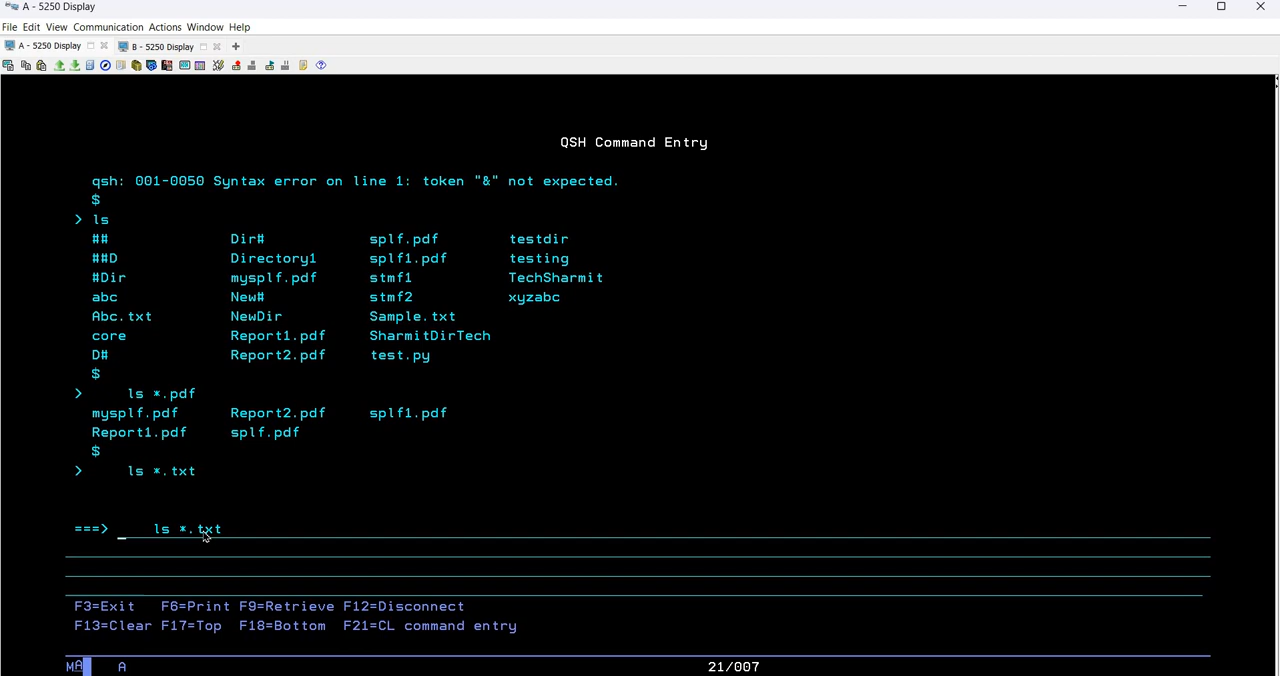 A - 5250 Display
File Edit View Communication Actions Window Help
A - 5250 Display B - 5250 Display
QSH Command Entry
qsh: 001-0050 Syntax error on line 1: token "&" not expected.
$
> ls
## Dir# splf.pdf testdir
##D Directory1 splf1.pdf testing
#Dir mysplf.pdf stmf1 TechSharmit
abc New# stmf2 xyzabc
Abc.txt NewDir Sample.txt
core Report1.pdf SharmitDirTech
D# Report2.pdf test.py
$
> ls *.pdf
mysplf.pdf Report2.pdf splf1.pdf
Report1.pdf splf.pdf
$
> ls *.txt
===> ls *.txt
F3=Exit F6=Print F9=Retrieve F12=Disconnect
F13=Clear F17=Top F18=Bottom F21=CL command entry
MA A 21/007